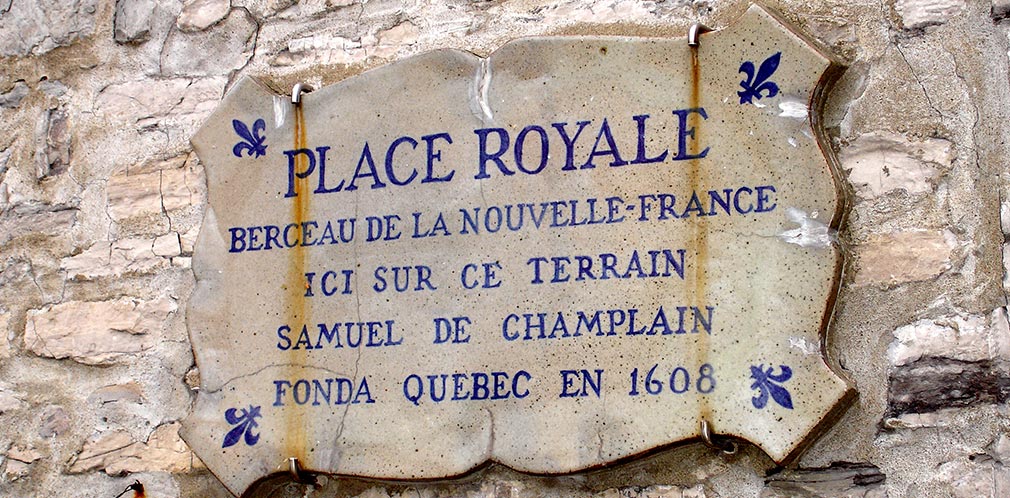 PLACE ROYALE
BERCEAU DE LA NOUVELLE-FRANCE
ICI SUR CE TERRAIN
SAMUEL DE CHAMPLAIN
FONDA QUEBEC EN 1608